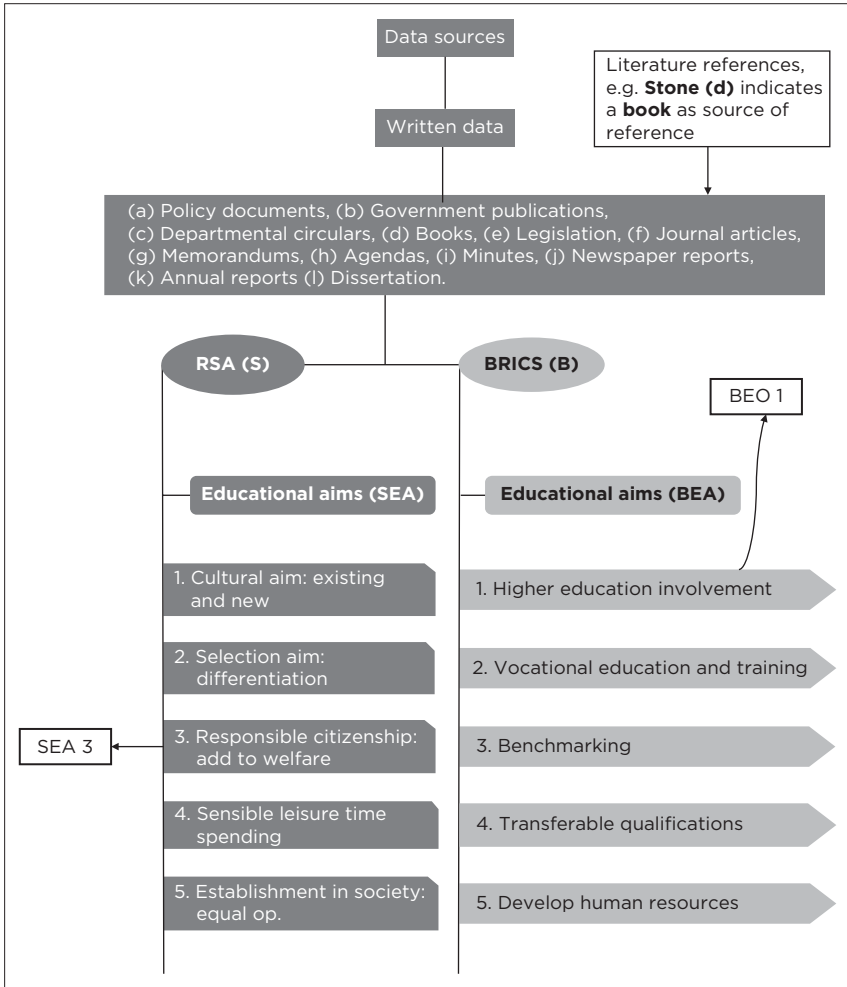 Data sources
Literature references,
e.g. Stone (d) indicates
a book as source of
reference
Written data
(a) Policy documents, (b) Government publications,
(c) Departmental circulars, (d) Books, (e) Legislation, (f) Journal articles,
(g) Memorandums, (h) Agendas, (i) Minutes, (j) Newspaper reports,
(k) Annual reports (l) Dissertation.
RSA (S)
BRICS (B)
BEO 1
Educational aims (SEA)
Educational aims (BEA)
1. Cultural aim: existing
and new
1. Higher education involvement
2. Selection aim:
differentiation
2. Vocational education and training
SEA 3
3. Responsible citizenship:
add to welfare
3. Benchmarking
4. Sensible leisure time
spending
4. Transferable qualifications
5. Establishment in society:
equal op.
5. Develop human resources